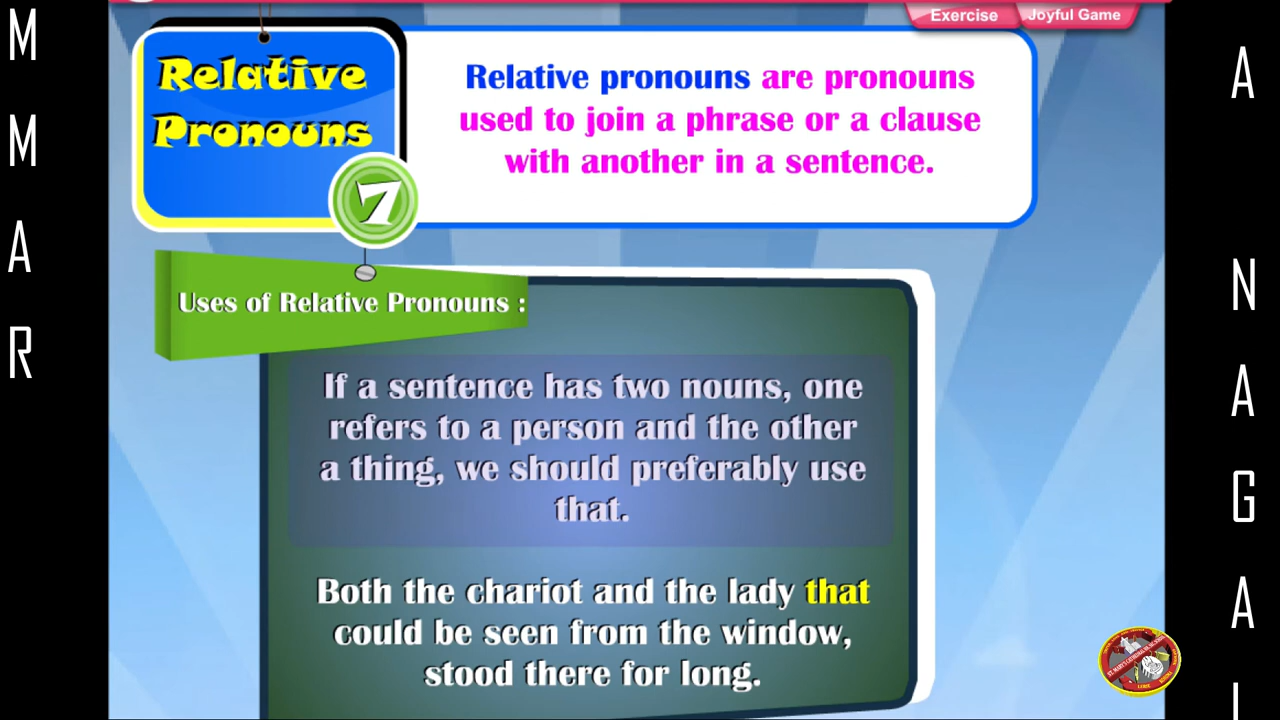 Exercise
Joyful Game
Relative
Pronouns
7
Relative pronouns are pronouns
used to join a phrase or a clause
with another in a sentence.
Uses of Relative Pronouns :
If a sentence has two nouns, one
refers to a person and the other
a thing, we should preferably use
that.
Both the chariot and the lady that
could be seen from the window,
stood there for long.
M
M
A
R
A
N
A
G
A